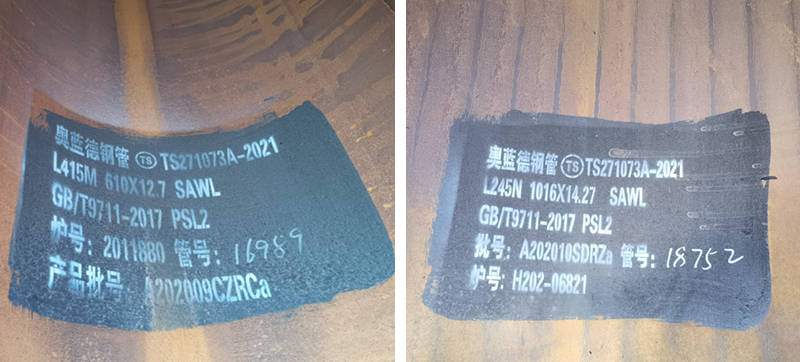 奥蓝德钢管 TS TS271073A-2021
L415M 610X12.7 SAWL
GB/T9711-2017 PSL2
炉号: 2011880 管号: 16989
产品批号: A202009CZRCa
奥蓝德钢管 TS TS271073A-2021
L245N 1016X14.27 SAWL
GB/T9711-2017 PSL2
批号: A202010SDRZa 管号: 18752
炉号: H202-06821